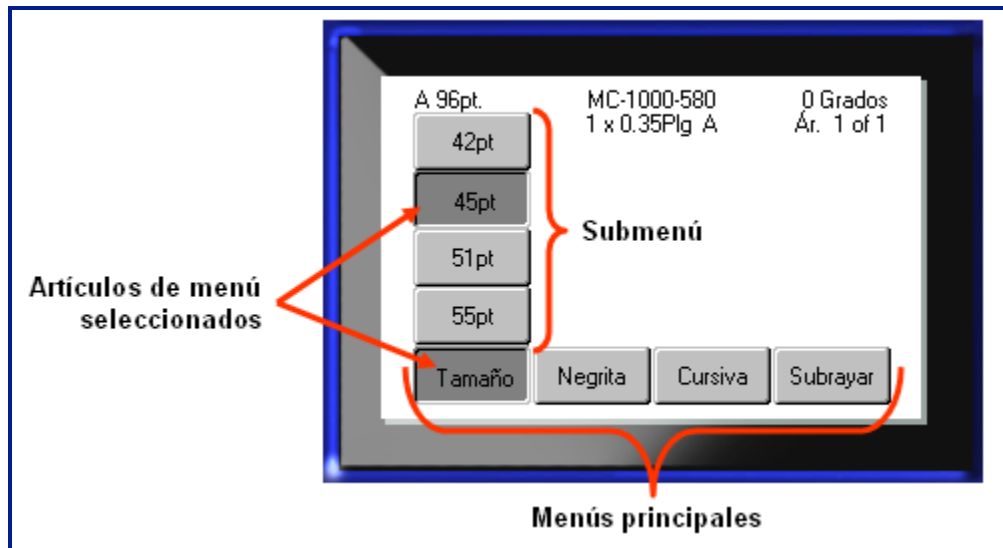 A 96pt. MC-1000-580 0 Grados
1 x 0.35Plg A Ár. 1 of 1
42pt
45pt
Submenú
51pt
Artículos de menú
seleccionados
55pt
Tamaño Negrita Cursiva Subrayar
Menús principales